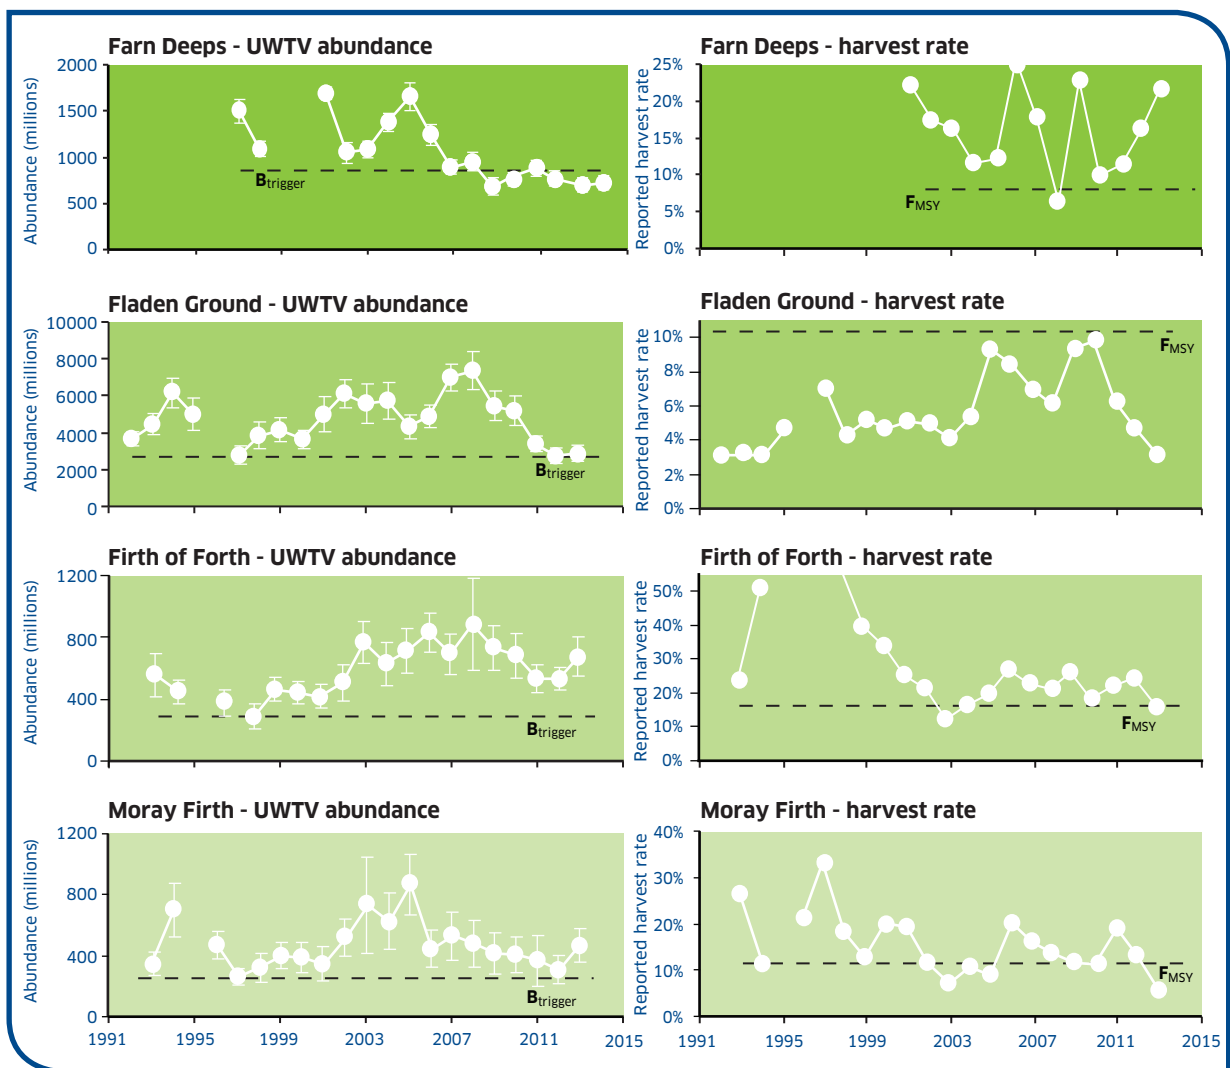 Farn Deeps - UWTV abundance
Abundance (millions)
2000
1500
1000
500
0
Btrigger
Farn Deeps - harvest rate
Reported harvest rate
25%
20%
15%
10%
5%
0%
FMSY
Fladen Ground - UWTV abundance
Abundance (millions)
10000
8000
6000
4000
2000
0
Btrigger
Fladen Ground - harvest rate
Reported harvest rate
10%
8%
6%
4%
2%
0%
FMSY
Firth of Forth - UWTV abundance
Abundance (millions)
1200
800
400
0
Btrigger
Firth of Forth - harvest rate
Reported harvest rate
50%
40%
30%
20%
10%
0%
FMSY
Moray Firth - UWTV abundance
Abundance (millions)
1200
800
400
0
Btrigger
1991 1995 1999 2003 2007 2011 2015
Moray Firth - harvest rate
Reported harvest rate
40%
30%
20%
10%
0%
FMSY
1991 1995 1999 2003 2007 2011 2015